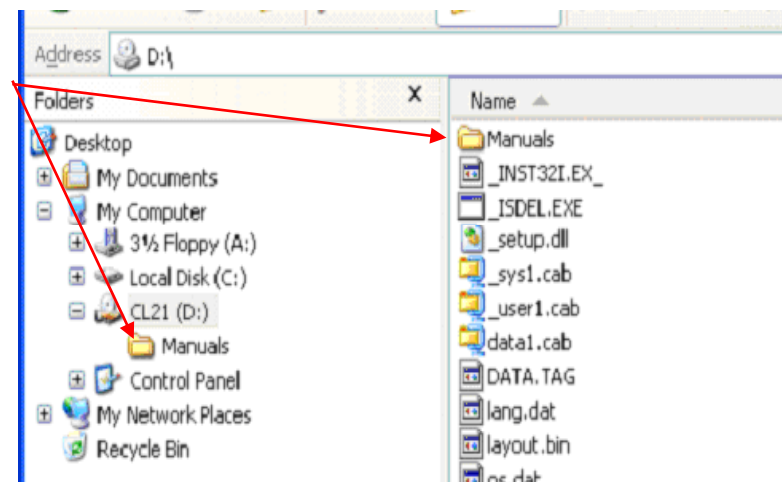 Address D:\
Folders X
Desktop
My Documents
My Computer
3½ Floppy (A:)
Local Disk (C:)
CL21 (D:)
Manuals
Control Panel
My Network Places
Recycle Bin
Name
Manuals
_INST32I.EX_
_ISDEL.EXE
_setup.dll
_sys1.cab
_user1.cab
data1.cab
DATA.TAG
lang.dat
layout.bin
os.dat